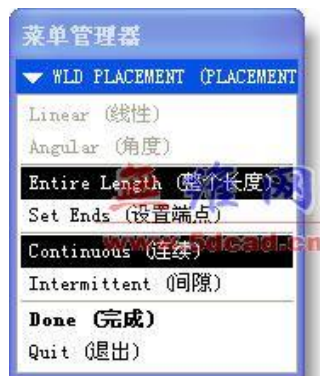 菜单管理器
WLD PLACEMENT (PLACEMENT
Linear (线性)
Angular (角度)
Entire Length (整个长度)
Set Ends (设置端点)
Continuous (连续)
Intermittent (间隙)
Done (完成)
Quit (退出)